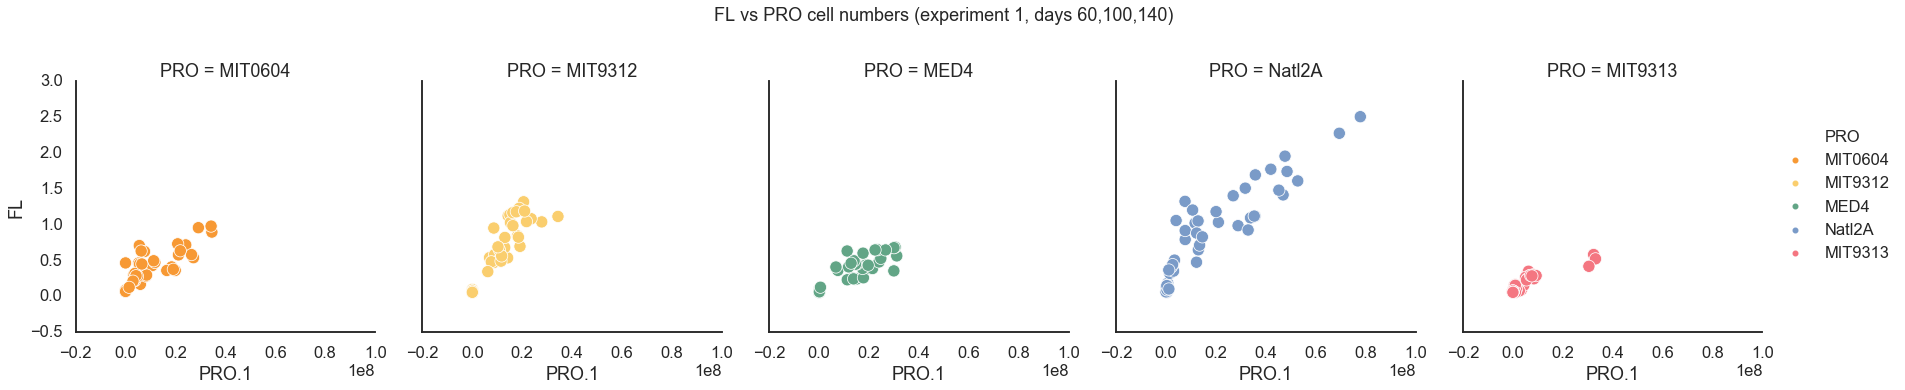 FL vs PRO cell numbers (experiment 1, days 60,100,140)
PRO = MIT0604
PRO = MIT9312
PRO = MED4
PRO = Natl2A
PRO = MIT9313
3.0
2.5
2.0
1.5
1.0
0.5
0.0
−0.5
FL
−0.2 0.0 0.2 0.4 0.6 0.8 1.0
1e8
PRO.1
−0.2 0.0 0.2 0.4 0.6 0.8 1.0
1e8
PRO.1
−0.2 0.0 0.2 0.4 0.6 0.8 1.0
1e8
PRO.1
−0.2 0.0 0.2 0.4 0.6 0.8 1.0
1e8
PRO.1
−0.2 0.0 0.2 0.4 0.6 0.8 1.0
1e8
PRO.1
PRO
MIT0604
MIT9312
MED4
Natl2A
MIT9313